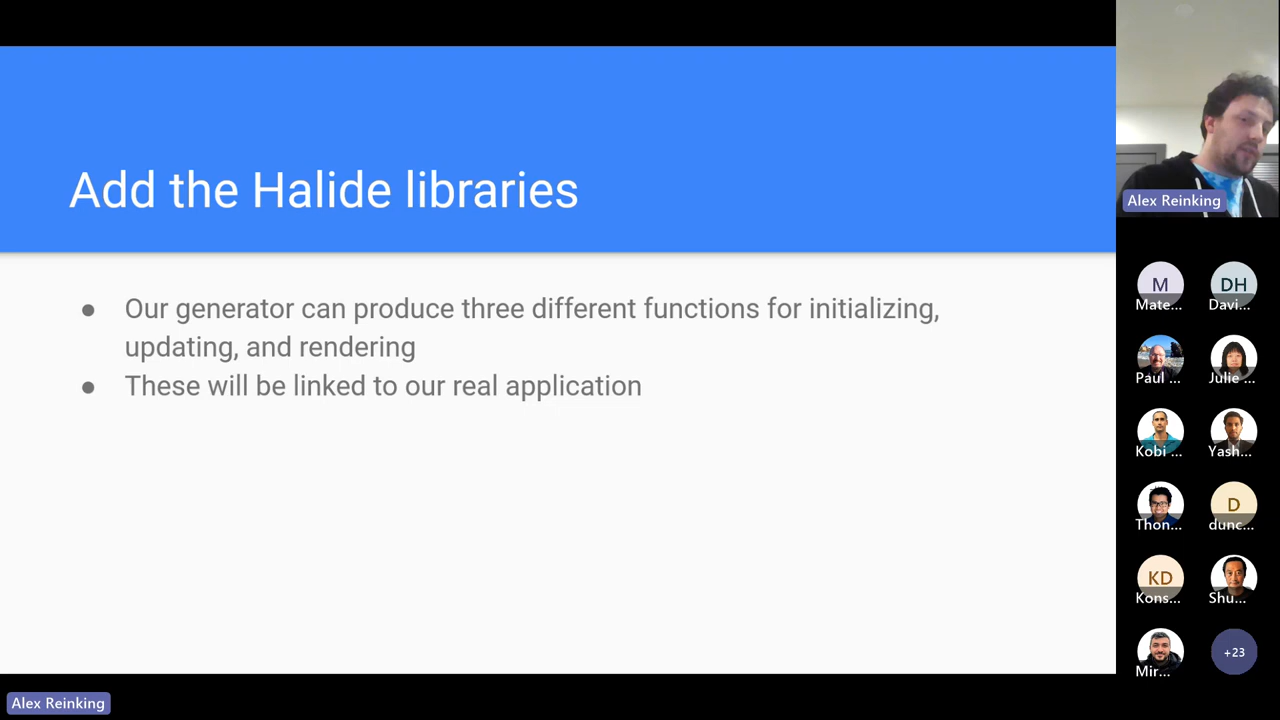 Add the Halide libraries
● Our generator can produce three different functions for initializing,
updating, and rendering
● These will be linked to our real application
Alex Reinking
M
Mate...
DH
Davi...
Paul ...
Julie ...
Kobi ...
Yash...
Thon...
D
dunc...
KD
Kons...
Shu...
Mir...
+23
Alex Reinking